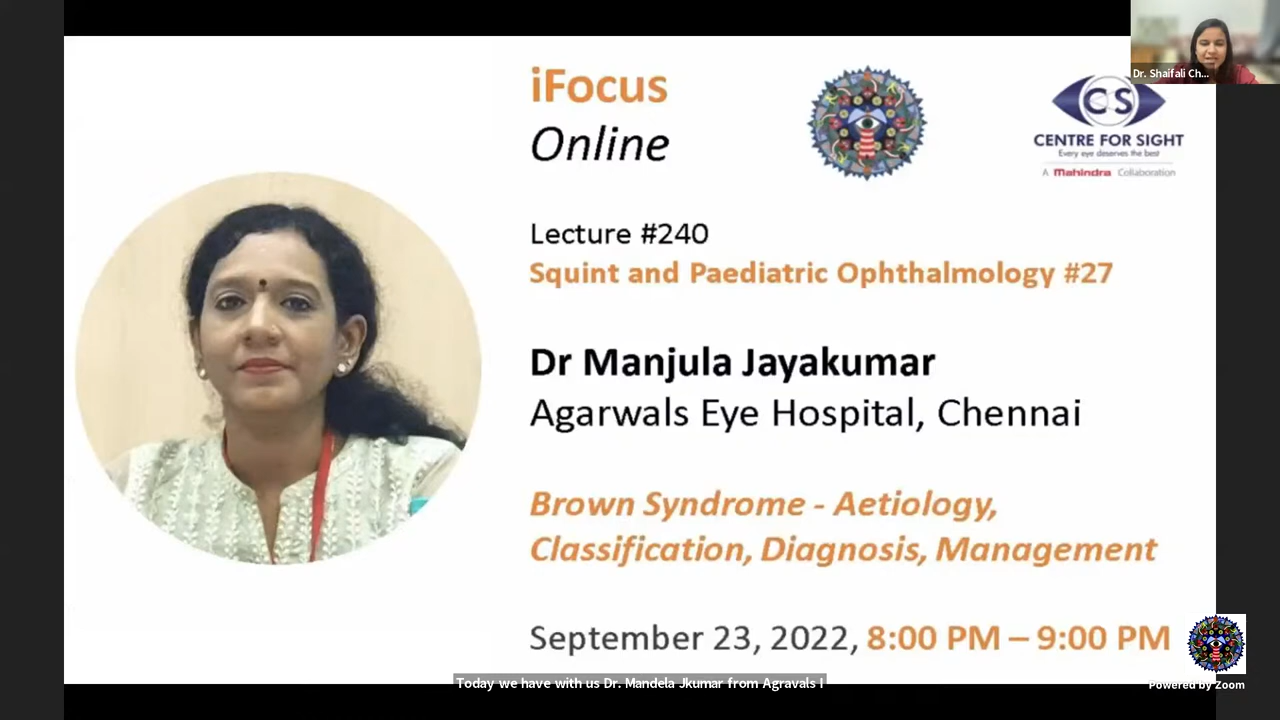 iFocus
Online
CS
CENTRE FOR SIGHT
Every eye deserves the best
A Mahindra Collaboration
Dr. Shaifali Ch...
Lecture #240
Squint and Paediatric Ophthalmology #27
Dr Manjula Jayakumar
Agarwals Eye Hospital, Chennai
Brown Syndrome - Aetiology,
Classification, Diagnosis, Management
September 23, 2022, 8:00 PM – 9:00 PM
Today we have with us Dr. Mandela Jkumar from Agravals I
Powered by Zoom